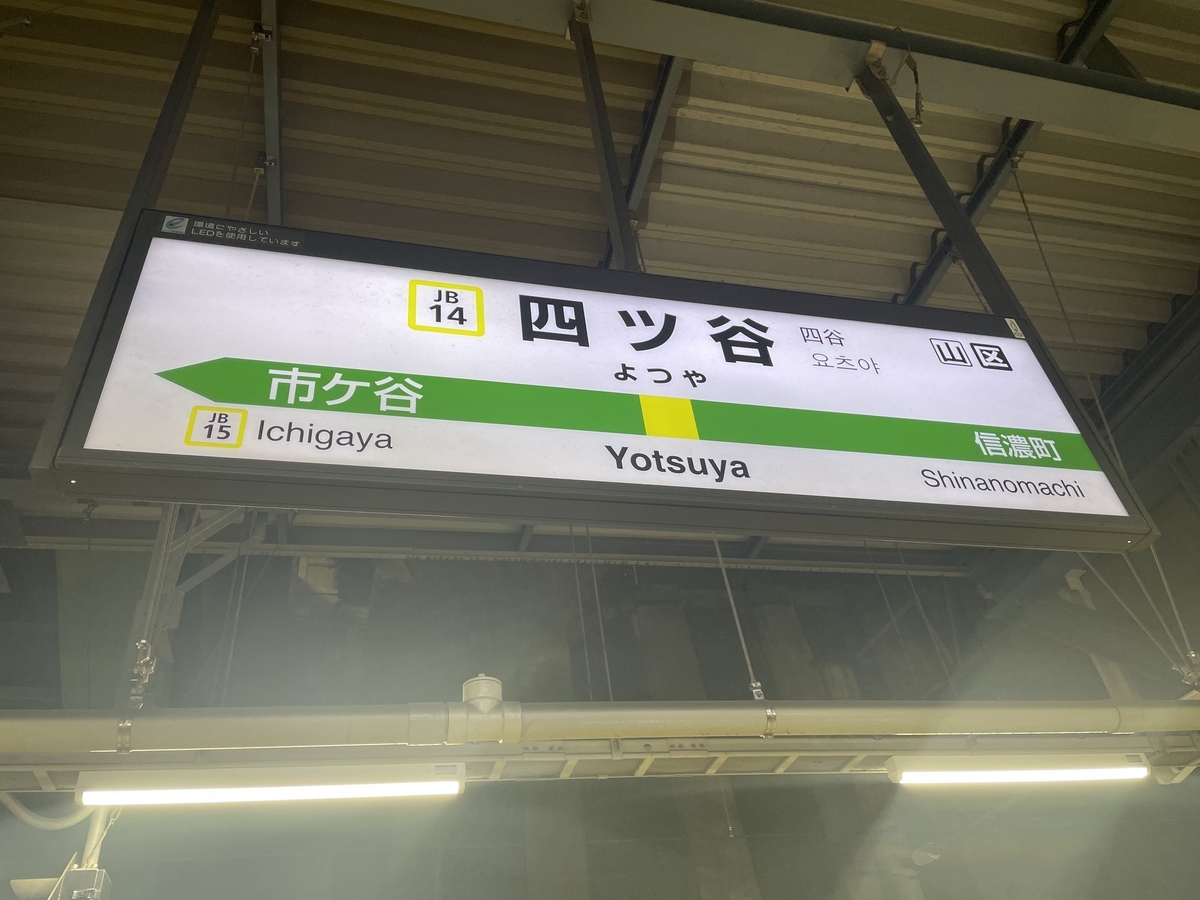 環境にやさしい
LEDを使用しています
JB
14
四ツ谷
四谷
요츠야
山区
よつや
市ケ谷
信濃町
JB
15
Ichigaya
Yotsuya
Shinanomachi